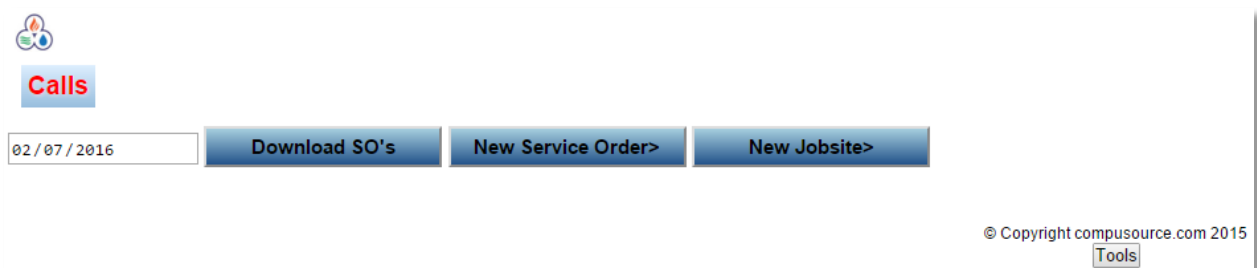 Calls
02/07/2016 Download SO's New Service Order> New Jobsite>
© Copyright compusource.com 2015
Tools